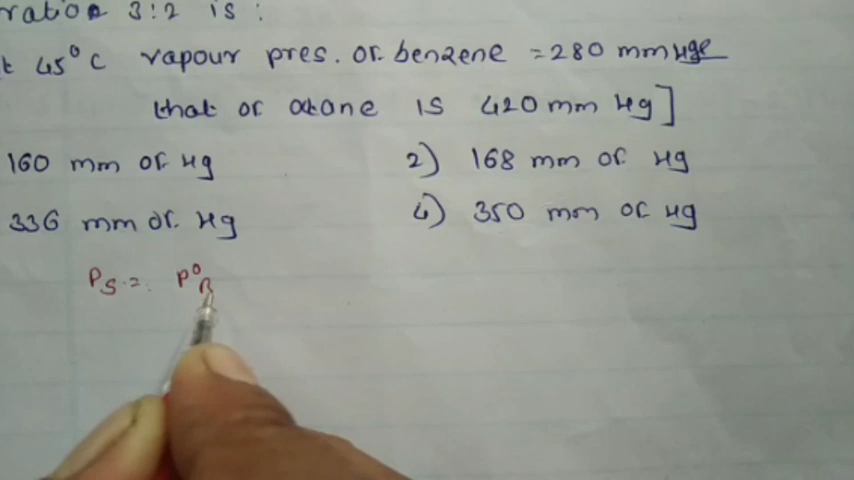 ratio 3:2 is:
t 45°C vapour pres. of benzene = 280 mm Hg
that of octane is 420 mm Hg]
160 mm of Hg 2) 168 mm of Hg
336 mm of Hg 4) 350 mm of Hg
PS = P°B